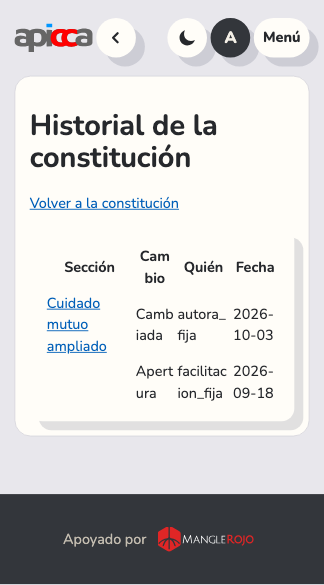 apicca
A
Menú
Historial de la
constitución
Volver a la constitución
Sección
Cam
bio
Quién
Fecha
Cuidado
mutuo
ampliado
Camb
iada
autora_
fija
2026-
10-03
Apert
ura
facilitac
ion_fija
2026-
09-18
Apoyado por
MANGLEROJO